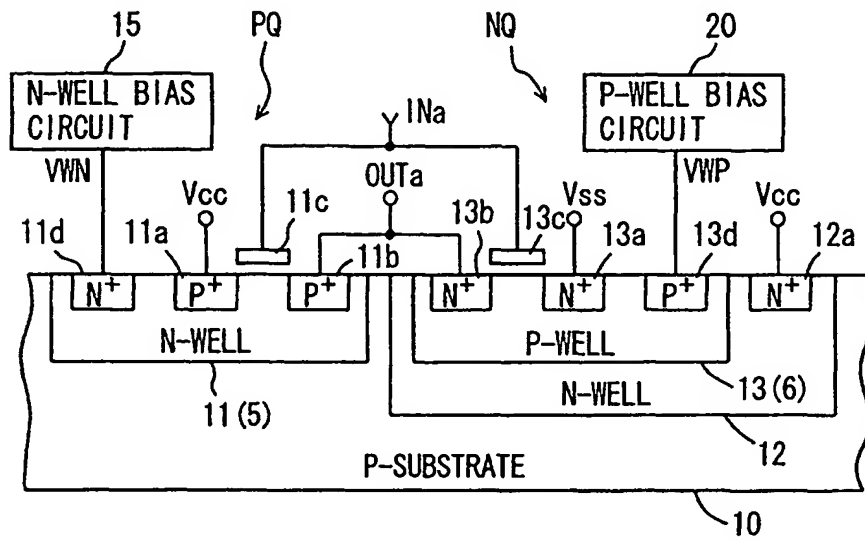 15 PQ NQ 20
N-WELL BIAS CIRCUIT
P-WELL BIAS CIRCUIT
INa
OUTa
VWN Vcc 11c 13b 13c Vss VWP Vcc
11d 11a 11b 13a 13d 12a
N+ P+ P+ N+ N+ P+ N+
N-WELL P-WELL
11(5) N-WELL 13(6)
P-SUBSTRATE 12
10